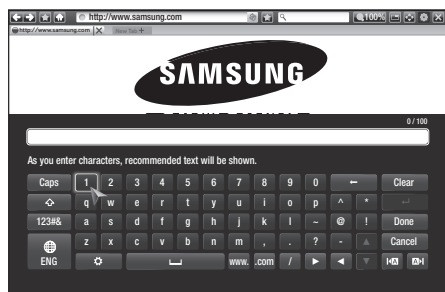 http://www.samsung.com 100%
http://www.samsung.com New Tab
SAMSUNG
0 / 100
As you enter characters, recommended text will be shown.
Caps 1 2 3 4 5 6 7 8 9 0 Clear
q w e r t y u i o p ^ *
123#& a s d f g h j k l ~ @ ! Done
z x c v b n m , . ? - Cancel
ENG www. .com /